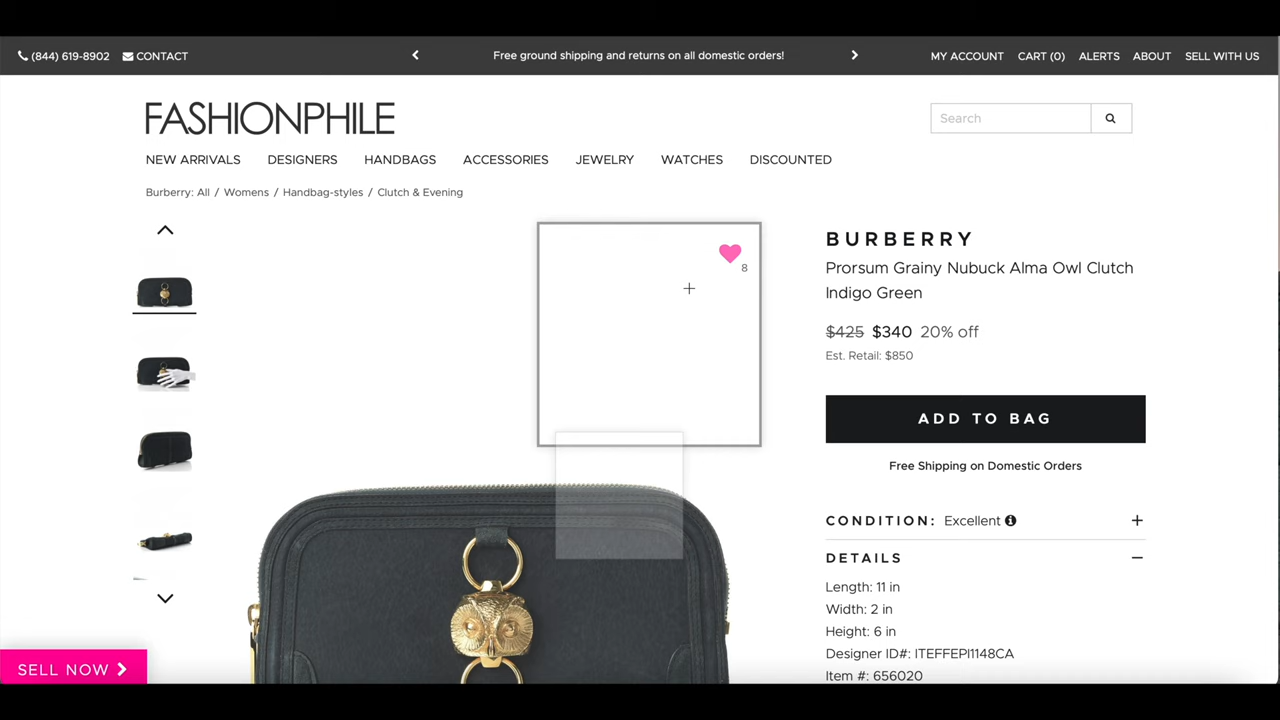 (844) 619-8902 CONTACT
Free ground shipping and returns on all domestic orders!
MY ACCOUNT CART (0) ALERTS ABOUT SELL WITH US
FASHIONPHILE
Search
NEW ARRIVALS DESIGNERS HANDBAGS ACCESSORIES JEWELRY WATCHES DISCOUNTED
Burberry: All / Womens / Handbag-styles / Clutch & Evening
8
BURBERRY
Prorsum Grainy Nubuck Alma Owl Clutch
Indigo Green
$425 $340 20% off
Est. Retail: $850
ADD TO BAG
Free Shipping on Domestic Orders
CONDITION: Excellent
DETAILS
Length: 11 in
Width: 2 in
Height: 6 in
Designer ID#: ITEFFEPI1148CA
Item #: 656020
SELL NOW